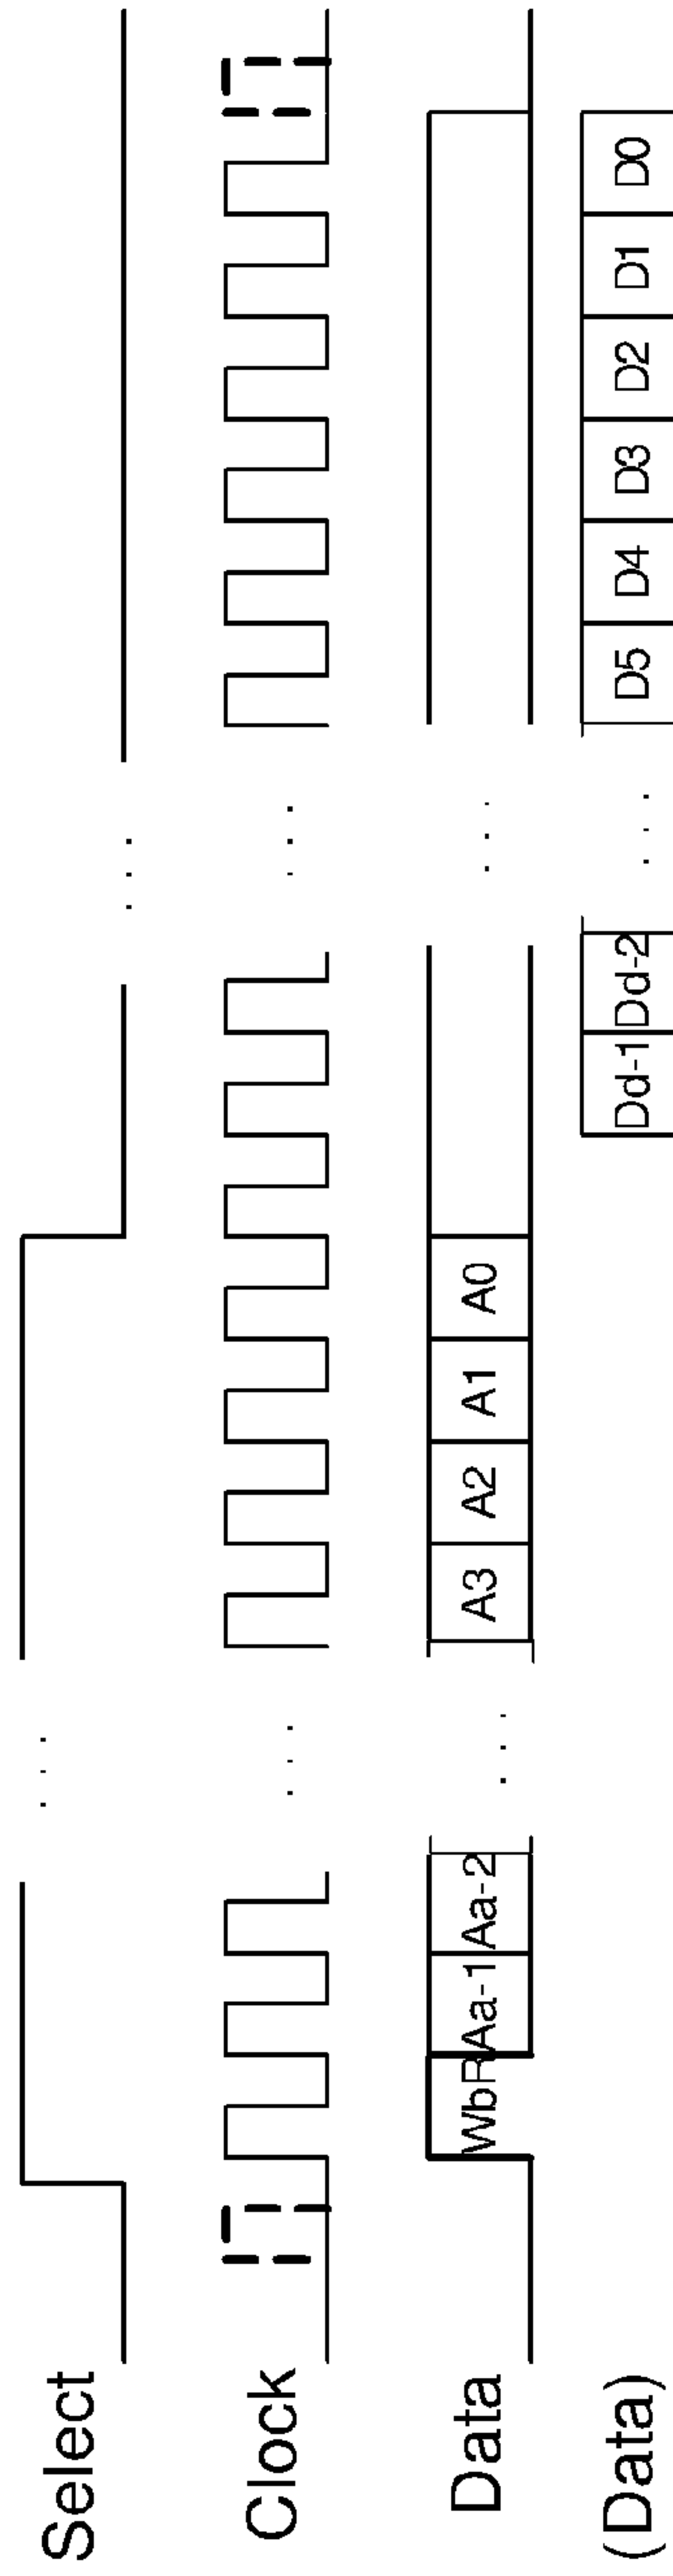 Select
Clock
Data WbR Aa-1 Aa-2 ... A3 A2 A1 A0 ...
(Data) Dd-1 Dd-2 ... D5 D4 D3 D2 D1 D0